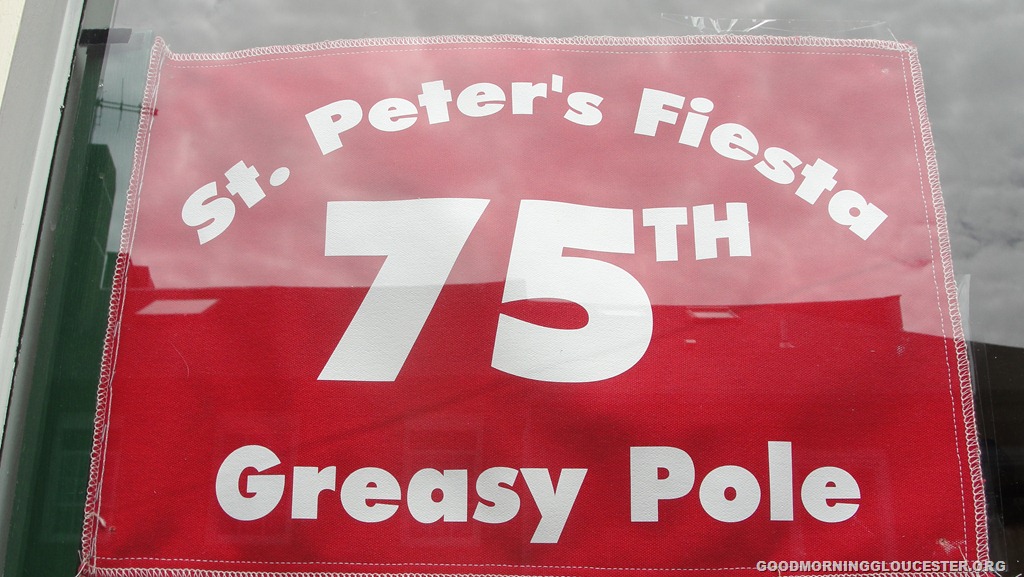 St. Peter's Fiesta
75TH
Greasy Pole
GOODMORNINGGLOUCESTER.ORG